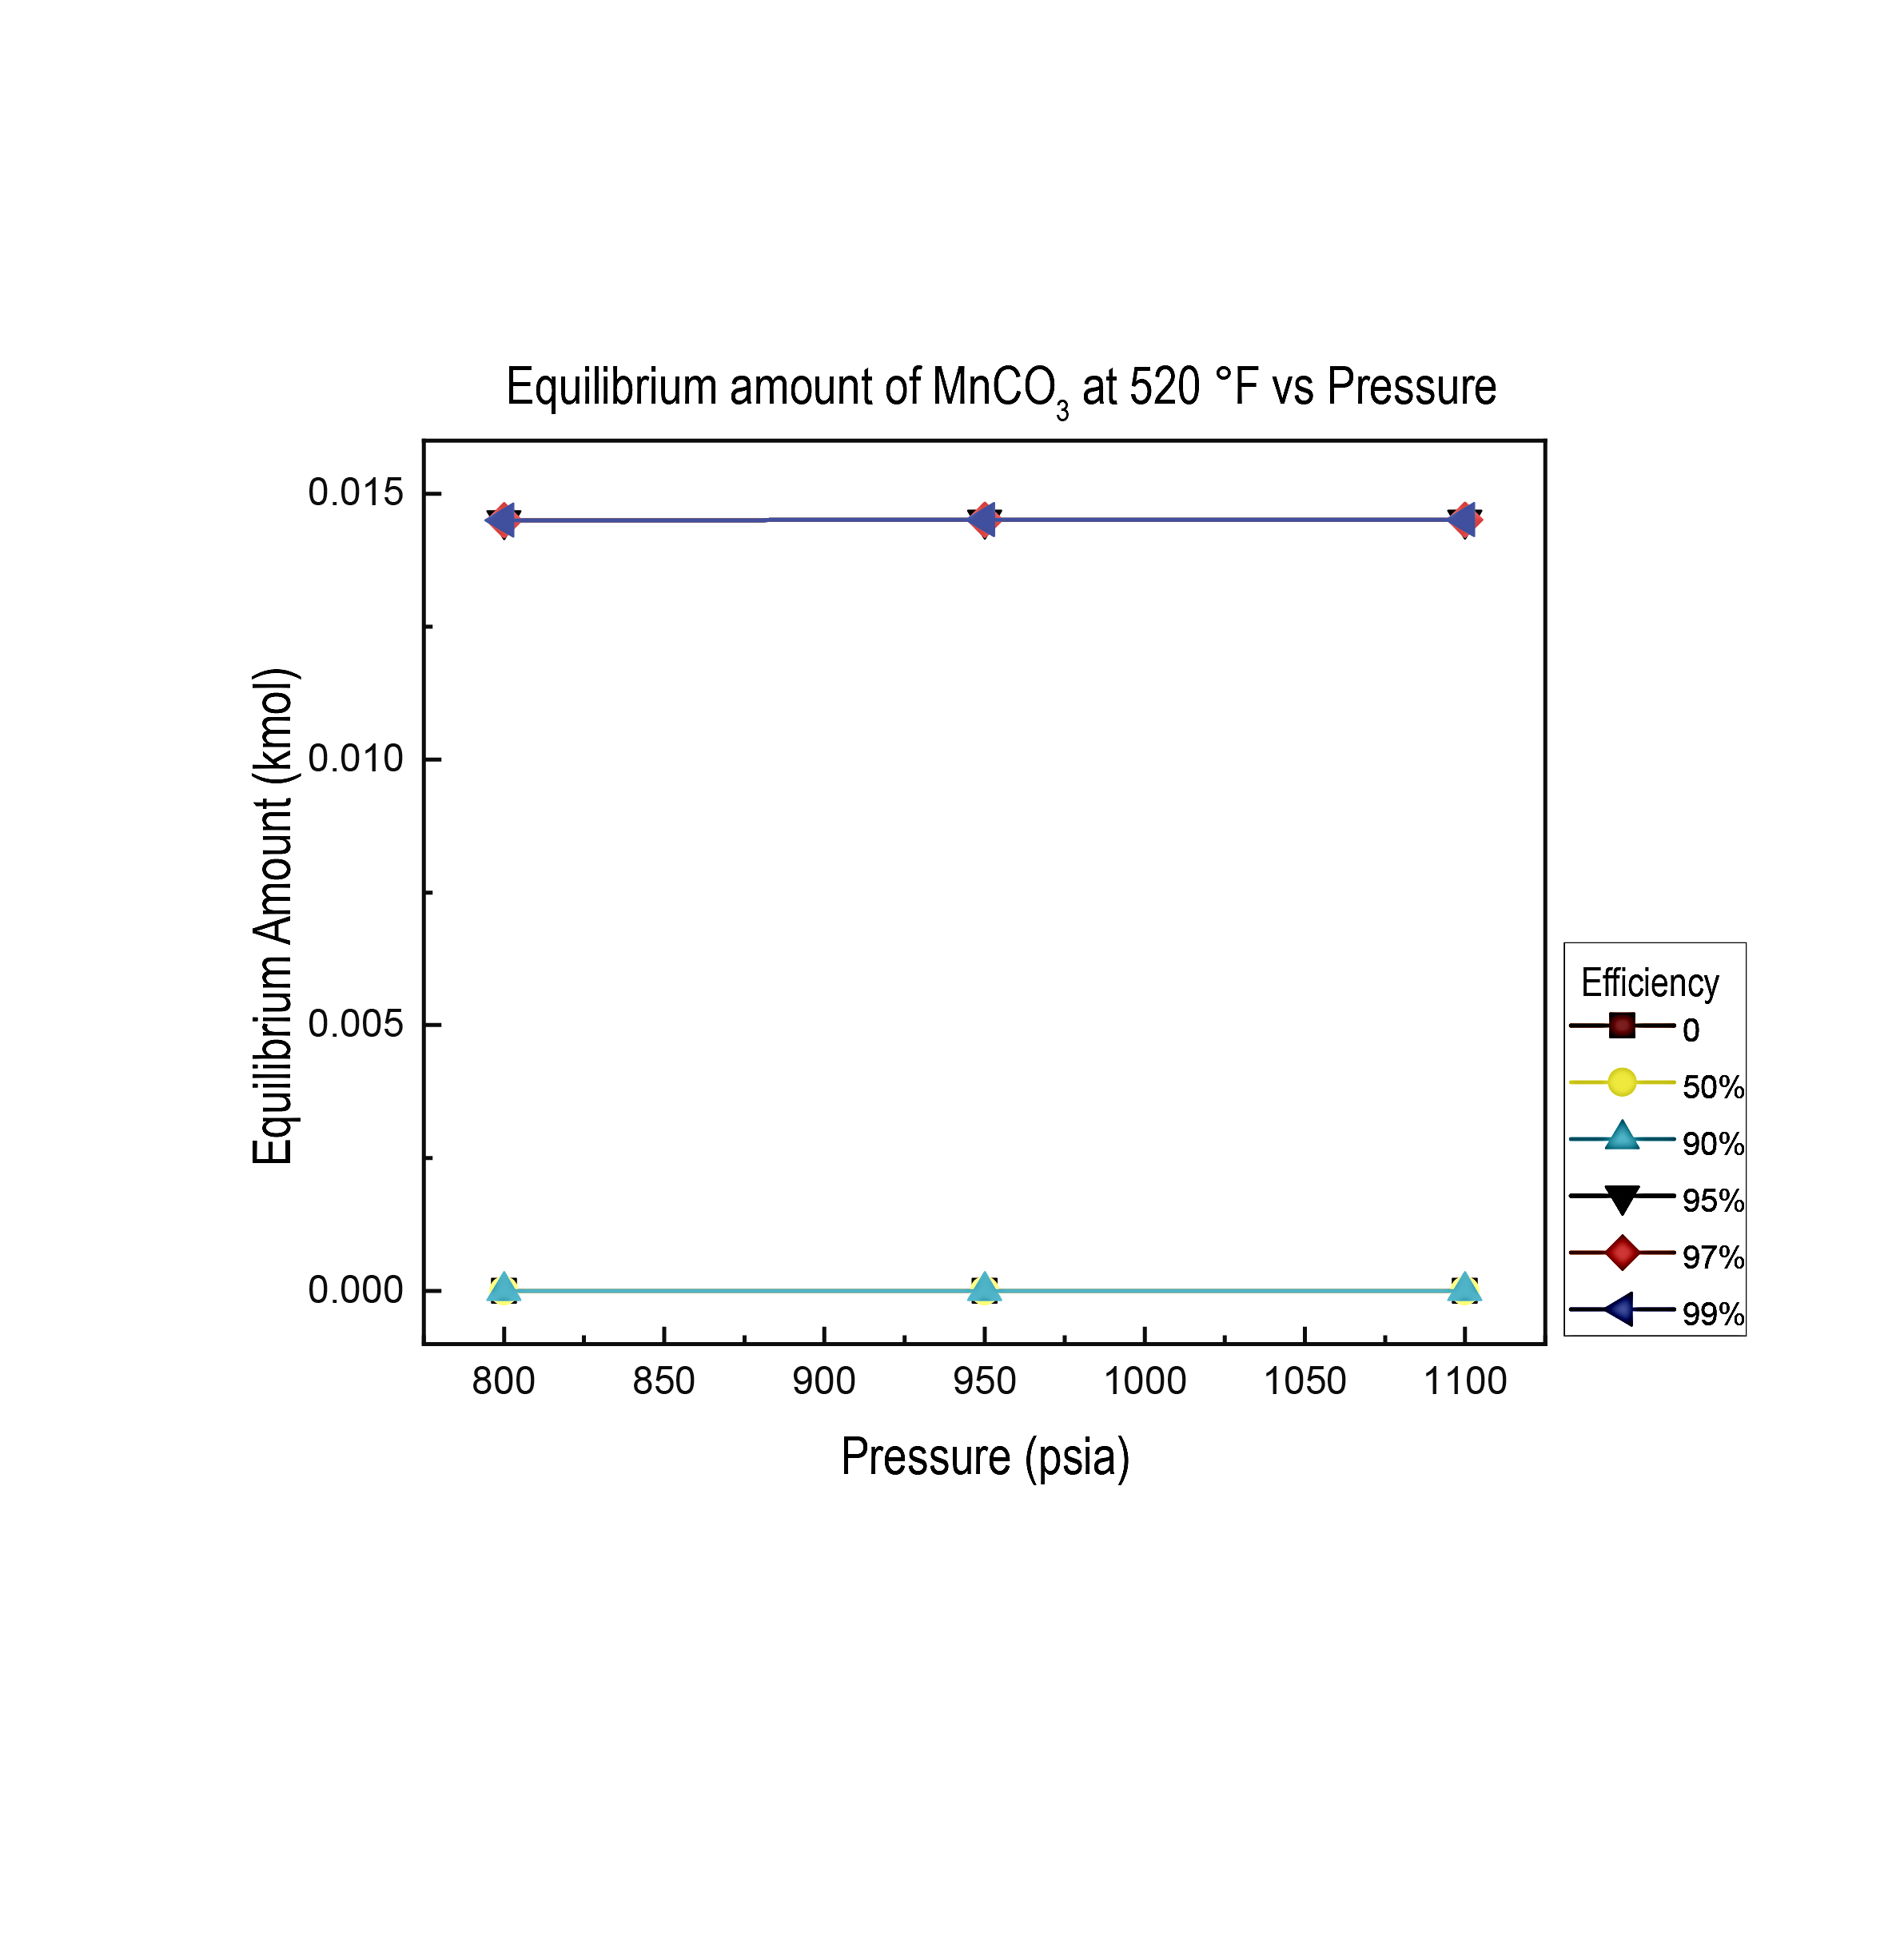 Equilibrium amount of MnCO₃ at 520 °F vs Pressure
Equilibrium Amount (kmol)
0.015
0.010
0.005
0.000
800 850 900 950 1000 1050 1100
Pressure (psia)
Efficiency
0
50%
90%
95%
97%
99%